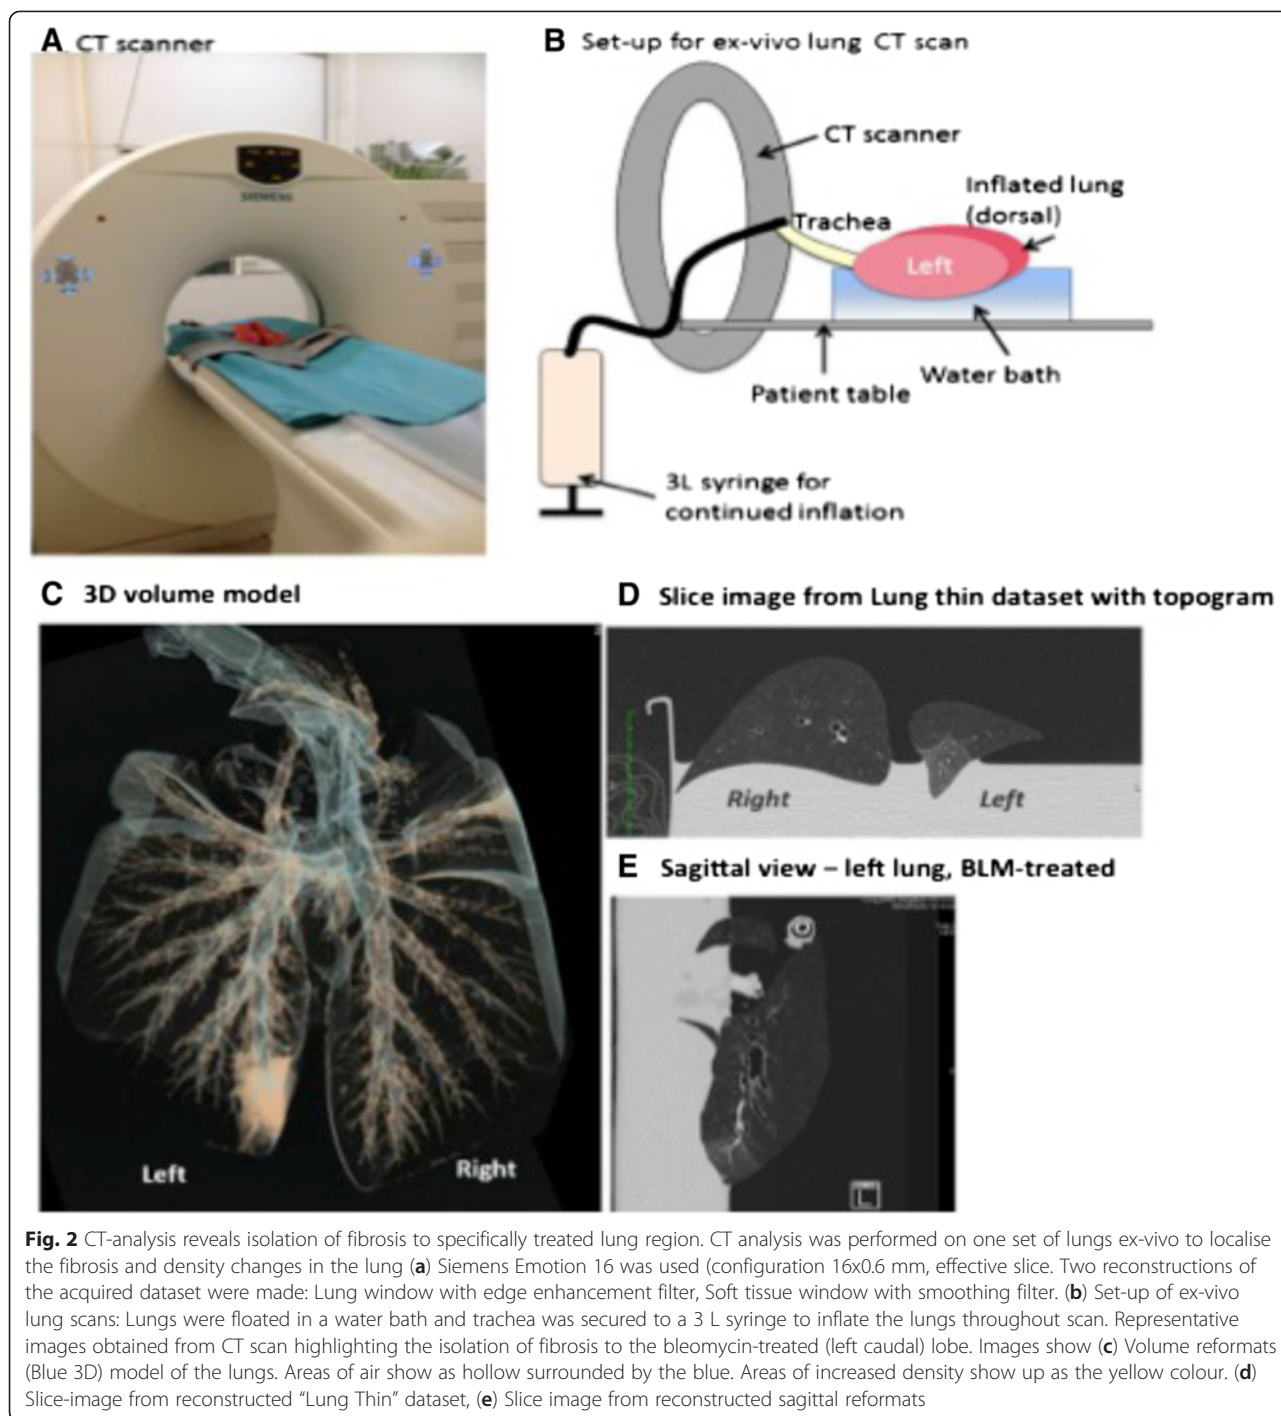 A CT scanner
SIEMENS
B Set-up for ex-vivo lung CT scan
CT scanner
Inflated lung
(dorsal)
Trachea
Left
Water bath
Patient table
3L syringe for
continued inflation
C 3D volume model
Left
Right
D Slice image from Lung thin dataset with topogram
Right
Left
E Sagittal view – left lung, BLM-treated
L
Fig. 2 CT-analysis reveals isolation of fibrosis to specifically treated lung region. CT analysis was performed on one set of lungs ex-vivo to localise
the fibrosis and density changes in the lung (a) Siemens Emotion 16 was used (configuration 16x0.6 mm, effective slice. Two reconstructions of
the acquired dataset were made: Lung window with edge enhancement filter, Soft tissue window with smoothing filter. (b) Set-up of ex-vivo
lung scans: Lungs were floated in a water bath and trachea was secured to a 3 L syringe to inflate the lungs throughout scan. Representative
images obtained from CT scan highlighting the isolation of fibrosis to the bleomycin-treated (left caudal) lobe. Images show (c) Volume reformats
(Blue 3D) model of the lungs. Areas of air show as hollow surrounded by the blue. Areas of increased density show up as the yellow colour. (d)
Slice-image from reconstructed “Lung Thin” dataset, (e) Slice image from reconstructed sagittal reformats